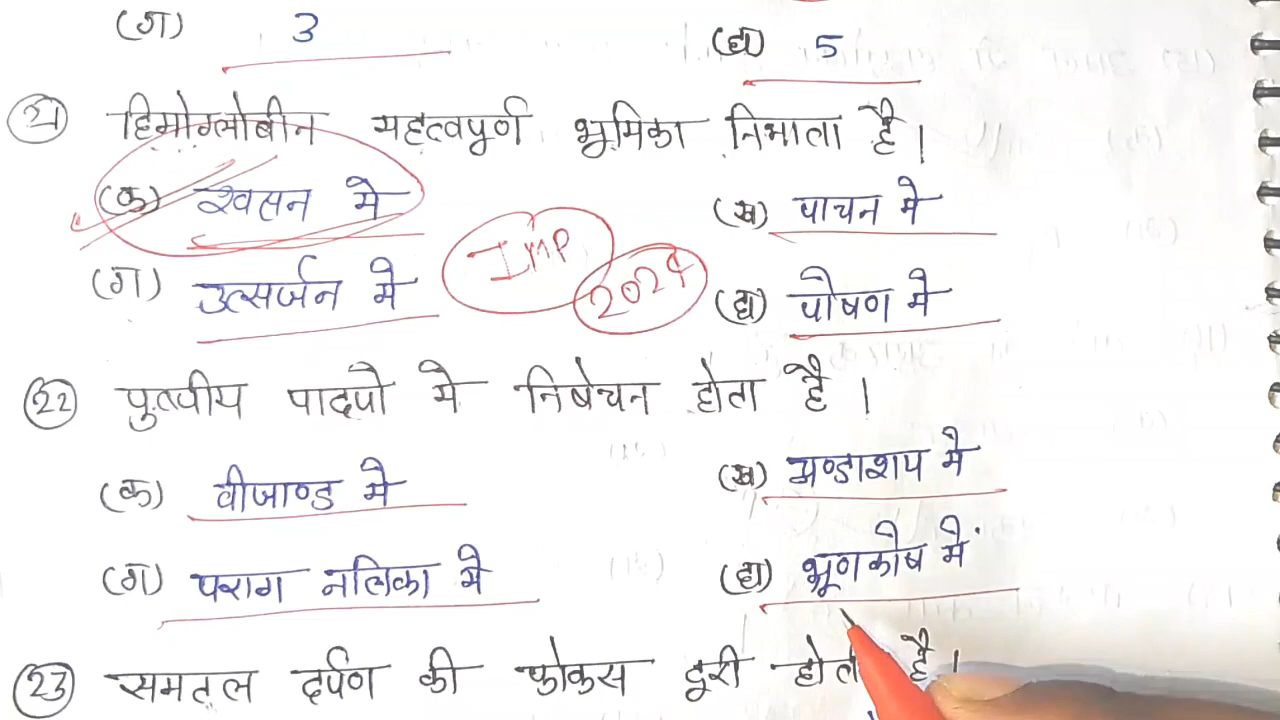 (ग) 3 (घ) 5
21 हिमोग्लोबीन महत्वपूर्ण भूमिका निभाता है।
(क) श्वसन मे (ख) पाचन मे
(ग) उत्सर्जन मे (घ) पोषण मे
IMP 2024
22 पुत्पीय पादपो मे निषेचन होता है।
(क) वीजाण्ड मे (ख) अण्डाशय मे
(ग) पराग नलिका मे (घ) भ्रूणकोष में
23 समतल दर्पण की फोकस दूरी होती है।